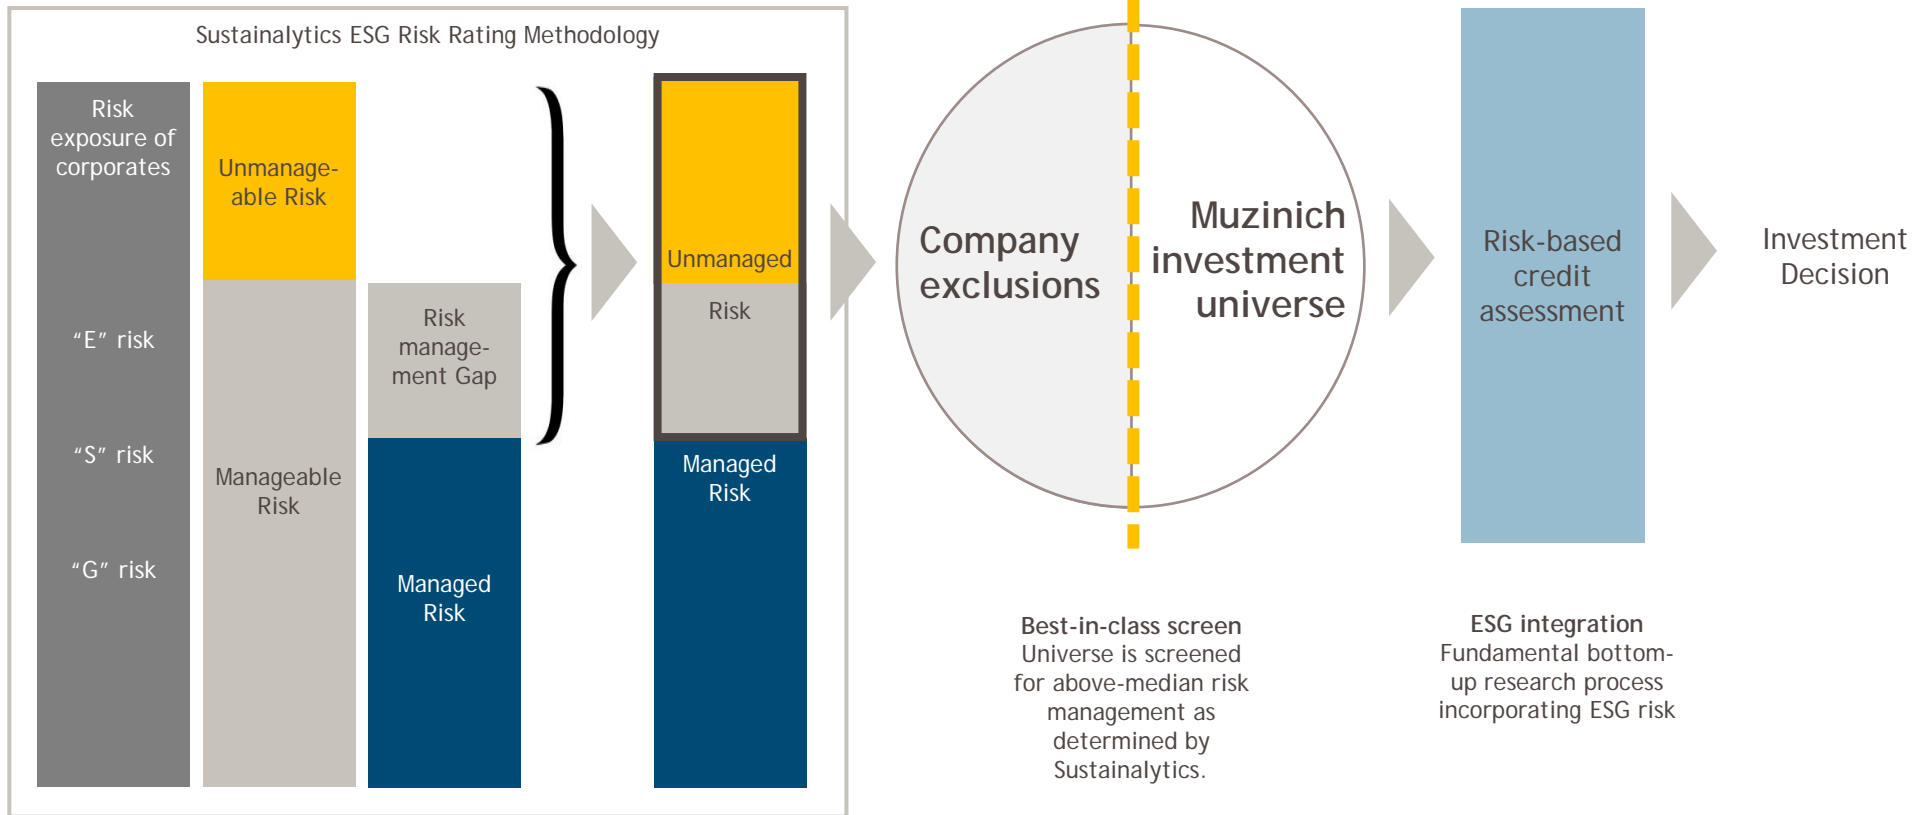 Sustainalytics ESG Risk Rating Methodology
Risk
exposure of
corporates
“E” risk
“S” risk
“G” risk
Unmanage-
able Risk
Manageable
Risk
Risk
manage-
ment Gap
Managed
Risk
Unmanaged
Risk
Managed
Risk
Company
exclusions
Muzinich
investment
universe
Risk-based
credit
assessment
Investment
Decision
Best-in-class screen
Universe is screened
for above-median risk
management as
determined by
Sustainalytics.
ESG integration
Fundamental bottom-
up research process
incorporating ESG risk